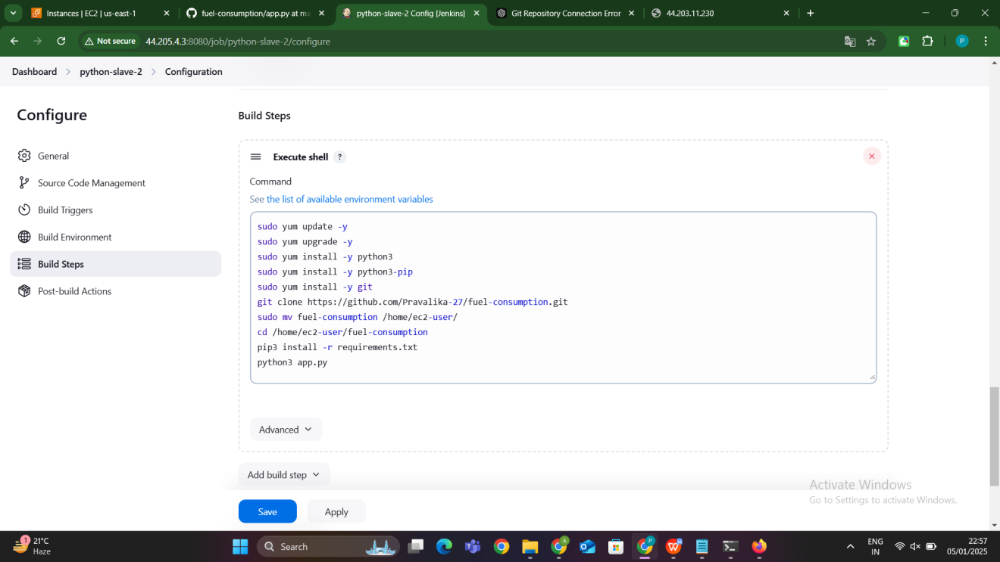 Instances | EC2 | us-east-1
fuel-consumption/app.py at ma
python-slave-2 Config [Jenkins]
Git Repository Connection Error
44.203.11.230
Not secure
44.205.4.3:8080/job/python-slave-2/configure
P
Dashboard
python-slave-2
Configuration
Configure
General
Source Code Management
Build Triggers
Build Environment
Build Steps
Post-build Actions
Build Steps
Execute shell ?
Command
See the list of available environment variables
sudo yum update -y
sudo yum upgrade -y
sudo yum install -y python3
sudo yum install -y python3-pip
sudo yum install -y git
git clone https://github.com/Pravalika-27/fuel-consumption.git
sudo mv fuel-consumption /home/ec2-user/
cd /home/ec2-user/fuel-consumption
pip3 install -r requirements.txt
python3 app.py
Advanced
Add build step
Save
Apply
Activate Windows
Go to Settings to activate Windows.
1
21°C
Haze
Search
ENG
IN
22:57
05/01/2025